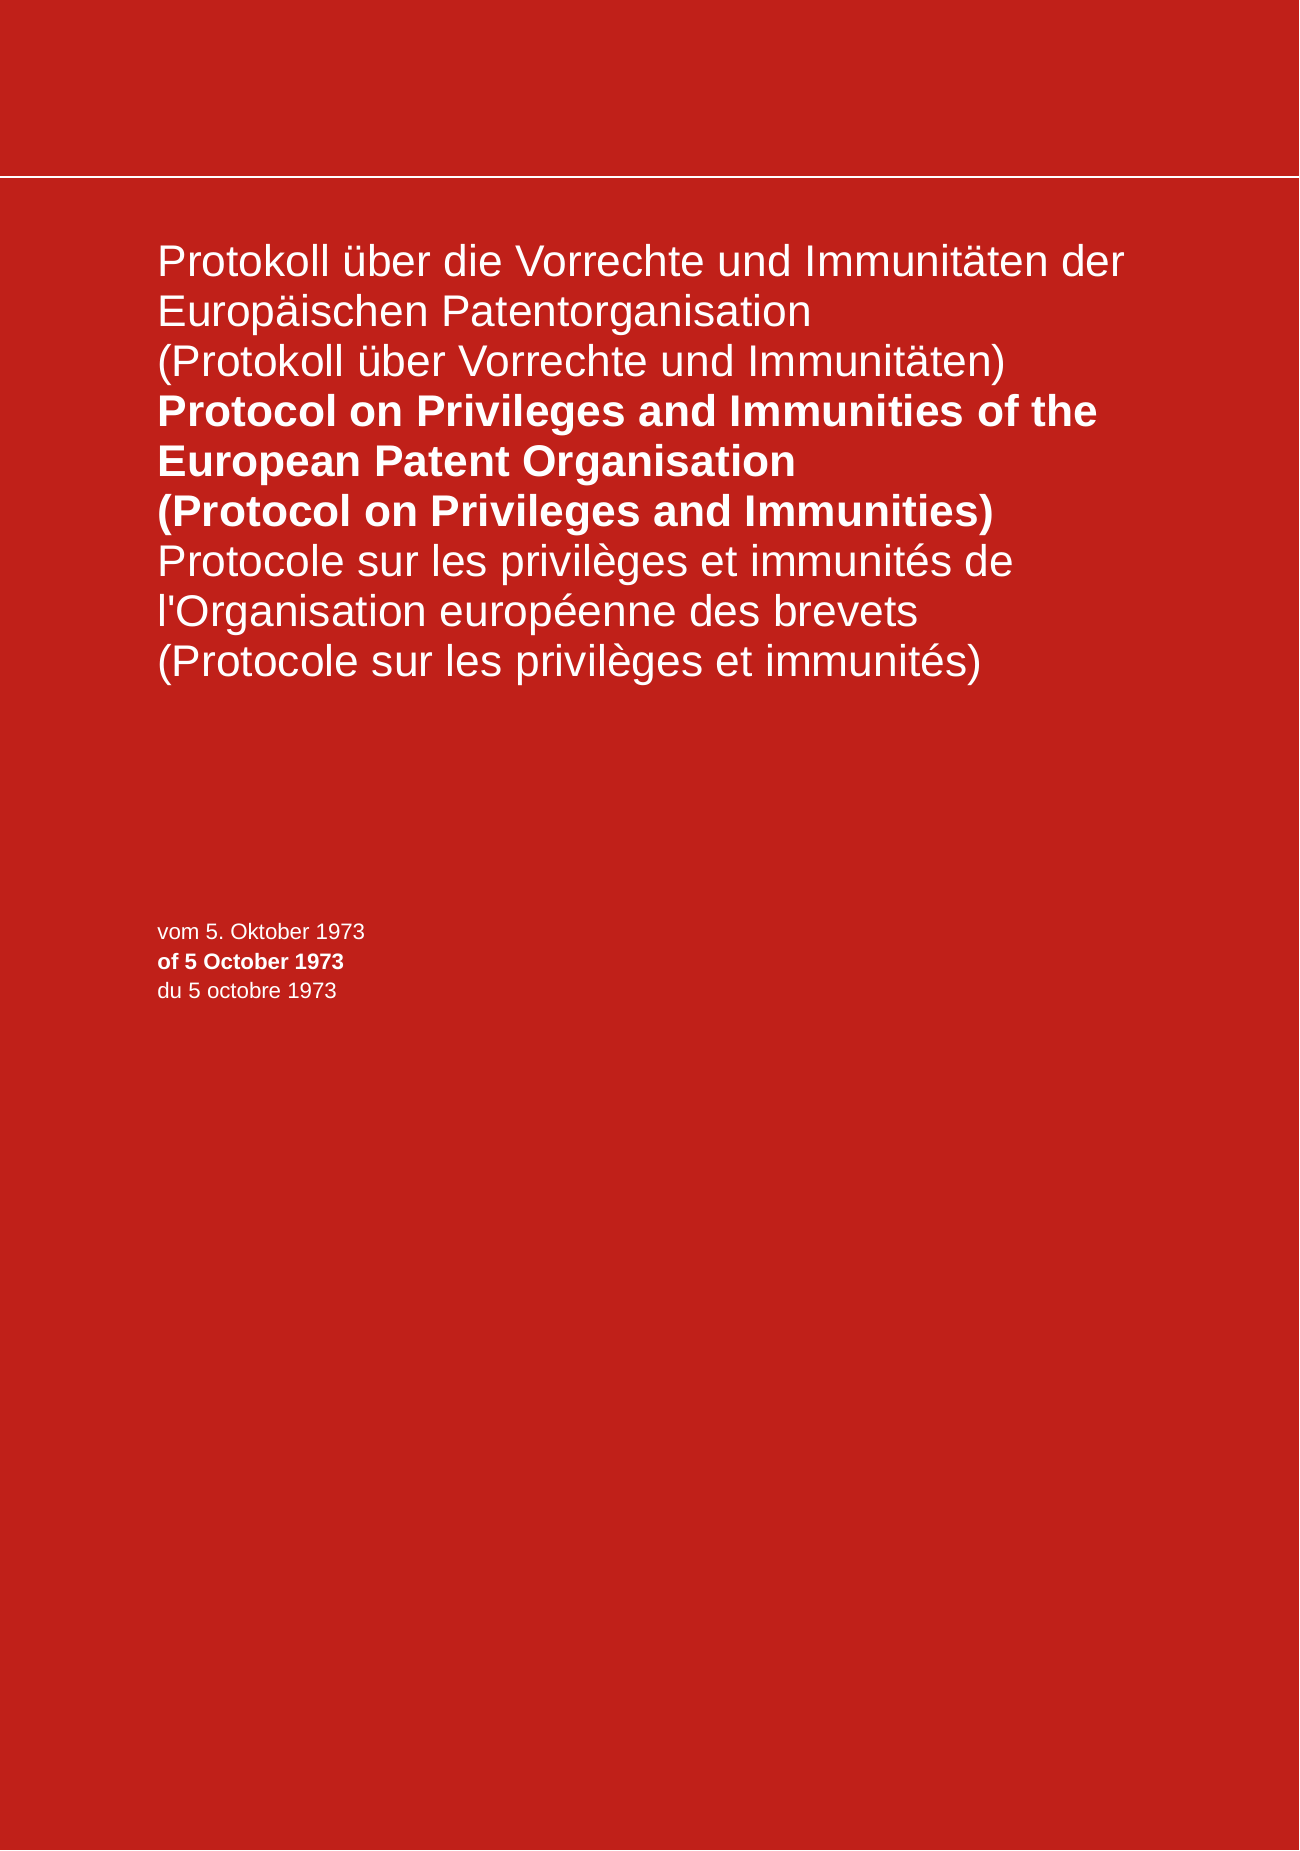 Protokoll über die Vorrechte und Immunitäten der
Europäischen Patentorganisation
(Protokoll über Vorrechte und Immunitäten)
Protocol on Privileges and Immunities of the
European Patent Organisation
(Protocol on Privileges and Immunities)
Protocole sur les privilèges et immunités de
l'Organisation européenne des brevets
(Protocole sur les privilèges et immunités)
vom 5. Oktober 1973
of 5 October 1973
du 5 octobre 1973